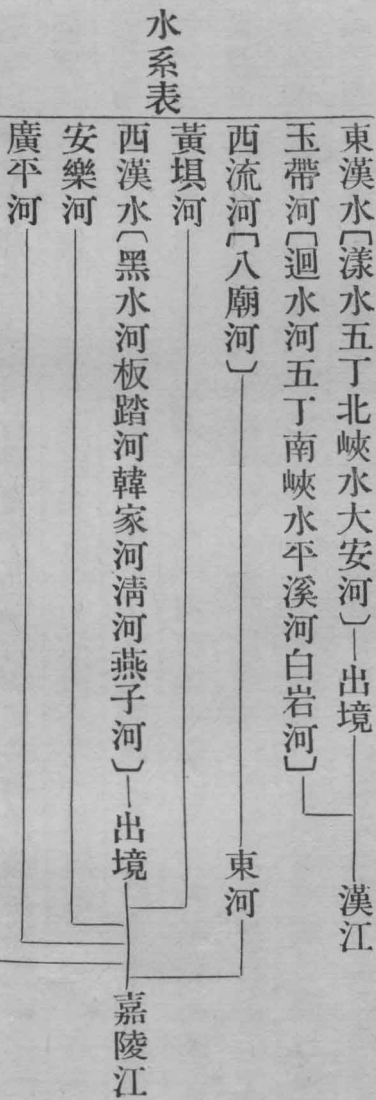 水系表
東漢水〔漾水五丁北峽水大安河〕出境 漢江
玉帶河〔迴水河五丁南峽水平溪河白岩河〕
西流河〔八廟河〕 東河
黃垻河
西漢水〔黑水河板踏河韓家河淸河燕子河〕出境 嘉陵江
安樂河
廣平河